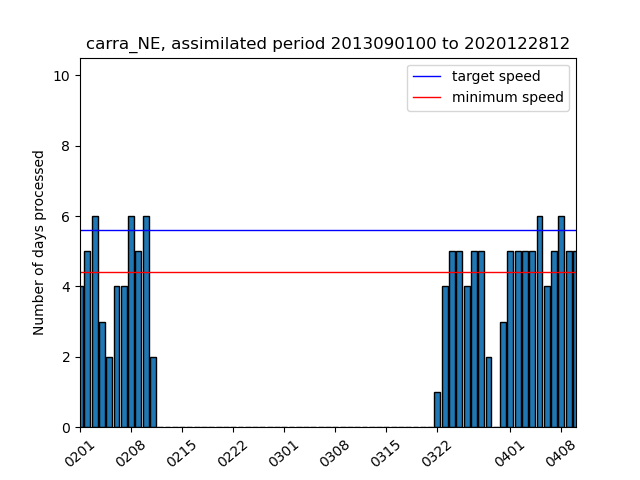 carra_NE, assimilated period 2013090100 to 2020122812
target speed
minimum speed
Number of days processed
10
8
6
4
2
0
0201 0208 0215 0222 0301 0308 0315 0322 0401 0408